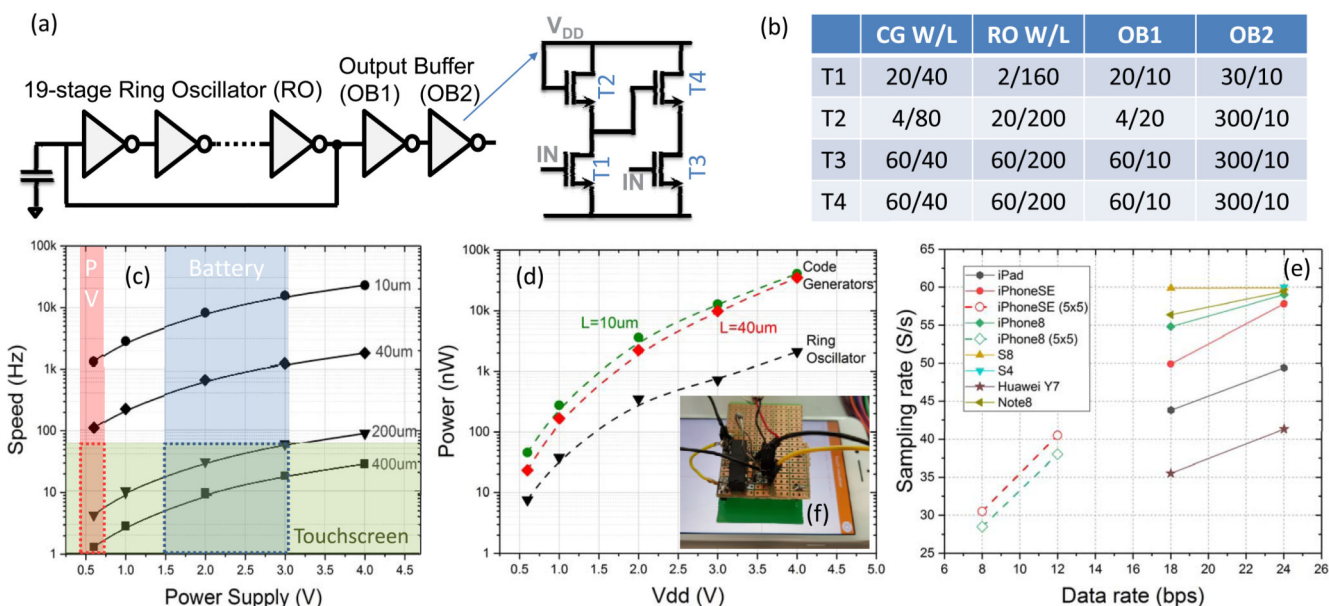 (a)
19-stage Ring Oscillator (RO)
Output Buffer
(OB1)
(OB2)
V_DD
T2
T4
IN
T1
IN
T3
(b)
CG W/L RO W/L OB1 OB2
T1 20/40 2/160 20/10 30/10
T2 4/80 20/200 4/20 300/10
T3 60/40 60/200 60/10 300/10
T4 60/40 60/200 60/10 300/10
(c)
P
V
Battery
10um
40um
200um
400um
Touchscreen
100k
10k
1k
100
10
1
Speed (Hz)
0.5 1.0 1.5 2.0 2.5 3.0 3.5 4.0 4.5
Power Supply (V)
(d)
Code
Generators
L=10um
L=40um
Ring
Oscillator
100k
10k
1k
100
10
1
Power (nW)
0.5 1.0 1.5 2.0 2.5 3.0 3.5 4.0 4.5 5.0
Vdd (V)
(f)
(e)
iPad
iPhoneSE
iPhoneSE (5x5)
iPhone8
iPhone8 (5x5)
S8
S4
Huawei Y7
Note8
65
60
55
50
45
40
35
30
25
Sampling rate (S/s)
6 8 10 12 14 16 18 20 22 24 26
Data rate (bps)